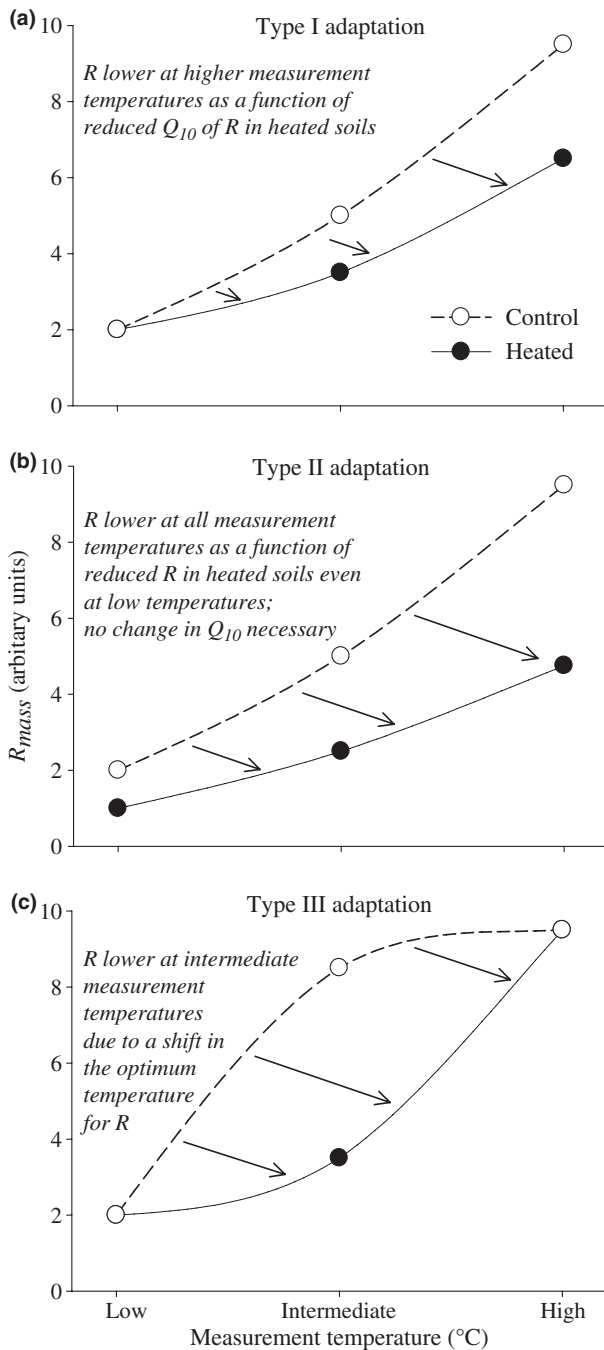 (a)
Type I adaptation
10
R lower at higher measurement
temperatures as a function of
reduced Q10 of R in heated soils
8
6
4
Control
Heated
2
0
(b)
Type II adaptation
10
R lower at all measurement
temperatures as a function of
reduced R in heated soils even
at low temperatures;
no change in Q10 necessary
8
6
4
2
0
Rmass (arbitary units)
(c)
Type III adaptation
10
R lower at intermediate
measurement
temperatures
due to a shift in
the optimum
temperature
for R
8
6
4
2
0
Low Intermediate High
Measurement temperature (°C)